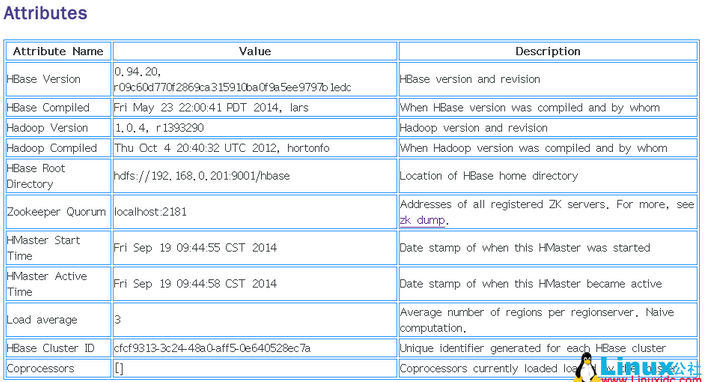 Attributes
Attribute Name Value Description
HBase Version 0.94.20, r09c60d770f2869ca315910ba0f9a5ee9797b1edc HBase version and revision
HBase Compiled Fri May 23 22:00:41 PDT 2014, lars When HBase version was compiled and by whom
Hadoop Version 1.0.4, r1393290 Hadoop version and revision
Hadoop Compiled Thu Oct 4 20:40:32 UTC 2012, hortonfo When Hadoop version was compiled and by whom
HBase Root Directory hdfs://192.168.0.201:9001/hbase Location of HBase home directory
Zookeeper Quorum localhost:2181 Addresses of all registered ZK servers. For more, see zk dump.
HMaster Start Time Fri Sep 19 09:44:55 CST 2014 Date stamp of when this HMaster was started
HMaster Active Time Fri Sep 19 09:44:58 CST 2014 Date stamp of when this HMaster became active
Load average 3 Average number of regions per regionserver. Naive computation.
HBase Cluster ID cfcf9313-3c24-48a0-aff5-0e640528ec7a Unique identifier generated for each HBase cluster
Coprocessors [] Coprocessors currently loaded loaded by the
Linux公社
www.Linuxidc.com